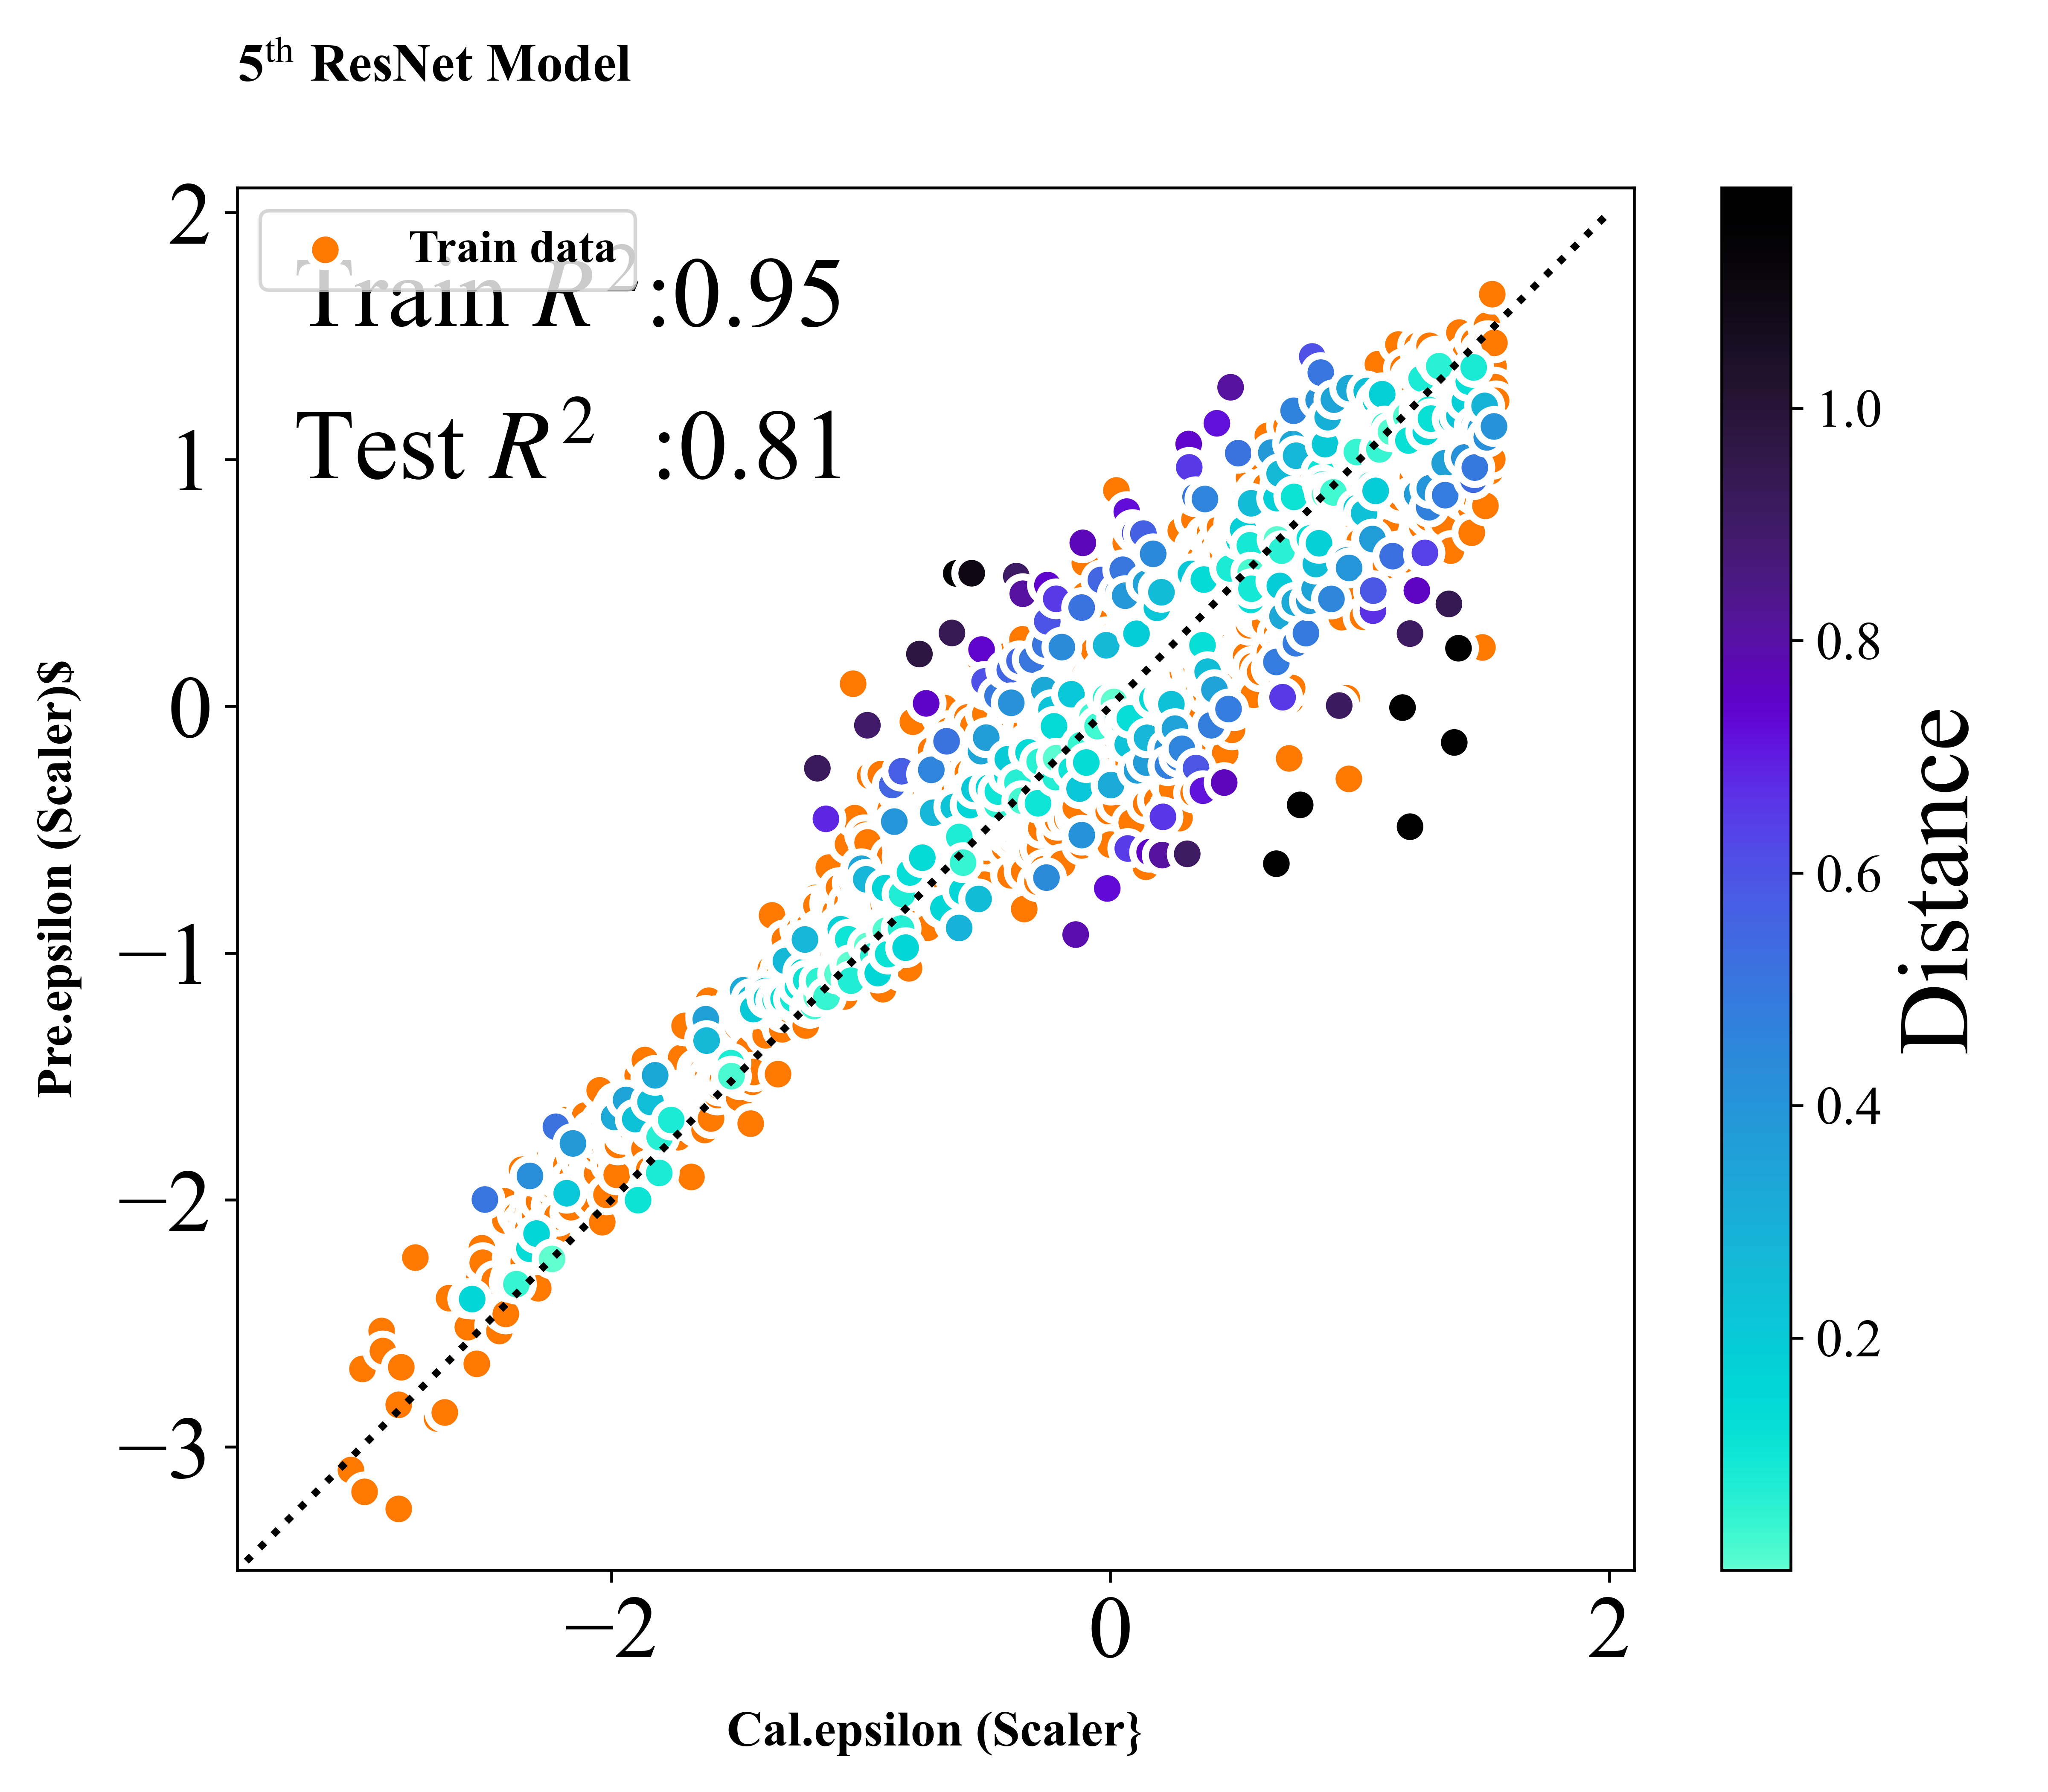 5th ResNet Model
Train data
Train R2 :0.95
Test R2 :0.81
2
1
0
−1
−2
−3
Pre.epsilon (Scaler)$
−2 0 2
Cal.epsilon (Scaler}
1.0
0.8
0.6
0.4
0.2
Distance